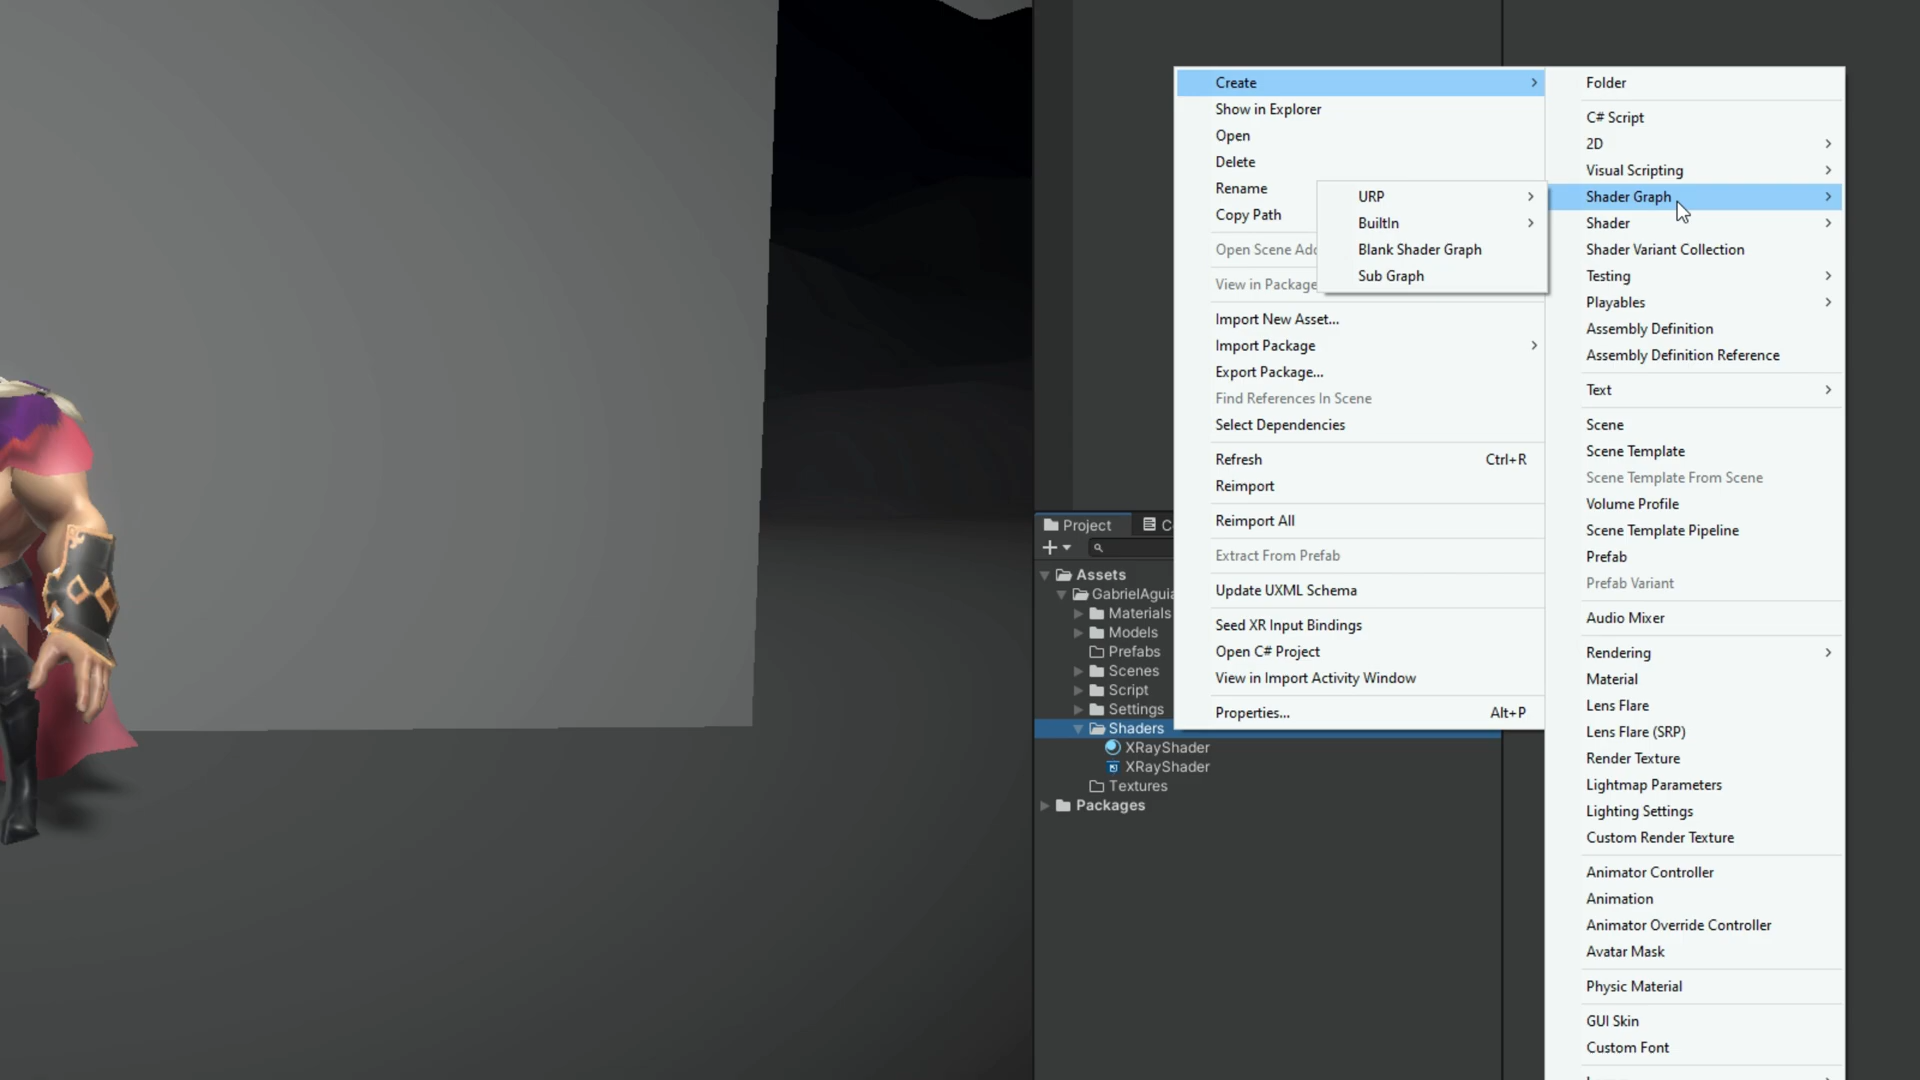 Create
Show in Explorer
Open
Delete
Rename
Copy Path
Open Scene Add
View in Package
Import New Asset...
Import Package
Export Package...
Find References In Scene
Select Dependencies
Refresh Ctrl+R
Reimport
Reimport All
Extract From Prefab
Update UXML Schema
Seed XR Input Bindings
Open C# Project
View in Import Activity Window
Properties... Alt+P
URP
BuiltIn
Blank Shader Graph
Sub Graph
Folder
C# Script
2D
Visual Scripting
Shader Graph
Shader
Shader Variant Collection
Testing
Playables
Assembly Definition
Assembly Definition Reference
Text
Scene
Scene Template
Scene Template From Scene
Volume Profile
Scene Template Pipeline
Prefab
Prefab Variant
Audio Mixer
Rendering
Material
Lens Flare
Lens Flare (SRP)
Render Texture
Lightmap Parameters
Lighting Settings
Custom Render Texture
Animator Controller
Animation
Animator Override Controller
Avatar Mask
Physic Material
GUI Skin
Custom Font
Project C
Assets
GabrielAguia
Materials
Models
Prefabs
Scenes
Script
Settings
Shaders
XRayShader
XRayShader
Textures
Packages